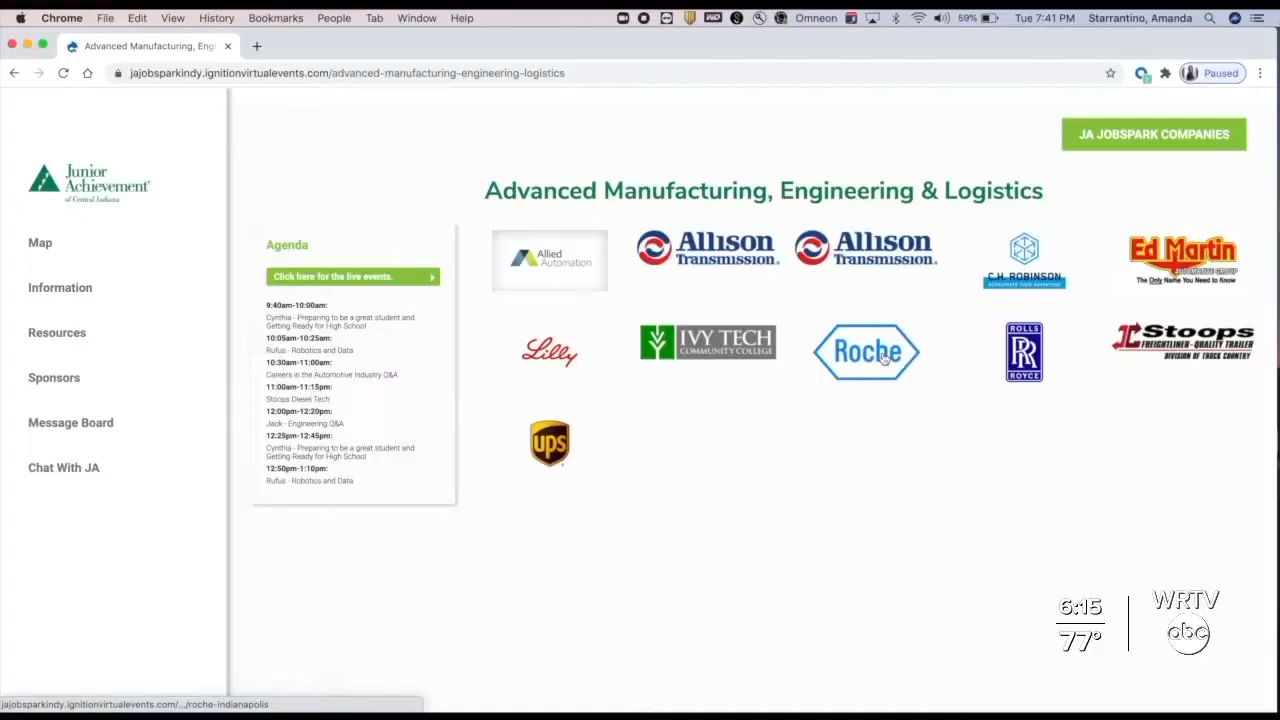 Chrome File Edit View History Bookmarks People Tab Window Help Omneon 59% Tue 7:41 PM Starrantino, Amanda
Advanced Manufacturing, Engi
jajobsparkindy.ignitionvirtualevents.com/advanced-manufacturing-engineering-logistics
Paused
JA JOBSPARK COMPANIES
Junior
Achievement
of Central Indiana
Map
Information
Resources
Sponsors
Message Board
Chat With JA
Advanced Manufacturing, Engineering & Logistics
Agenda
Click here for the live events.
9:40am-10:00am:
Cynthia - Preparing to be a great student and
Getting Ready for High School
10:05am-10:25am:
Rufus - Robotics and Data
10:30am-11:00am:
Careers in the Automotive Industry Q&A
11:00am-11:15pm:
Stoops Diesel Tech
12:00pm-12:20pm:
Jack - Engineering Q&A
12:25pm-12:45pm:
Cynthia - Preparing to be a great student and
Getting Ready for High School
12:50pm-1:10pm:
Rufus - Robotics and Data
Allied
Automation
Allison
Transmission.
Allison
Transmission.
C.H. ROBINSON
Ed Martin
AUTOMOTIVE GROUP
The Only Name You Need to Know
Lilly
IVY TECH
COMMUNITY COLLEGE
Roche
ROLLS
RR
ROYCE
Stoops
FREIGHTLINER - QUALITY TRAILER
DIVISION OF TRUCK COUNTRY
ups
6:15
77°
WRTV
abc
jajobsparkindy.ignitionvirtualevents.com/.../roche-indianapolis